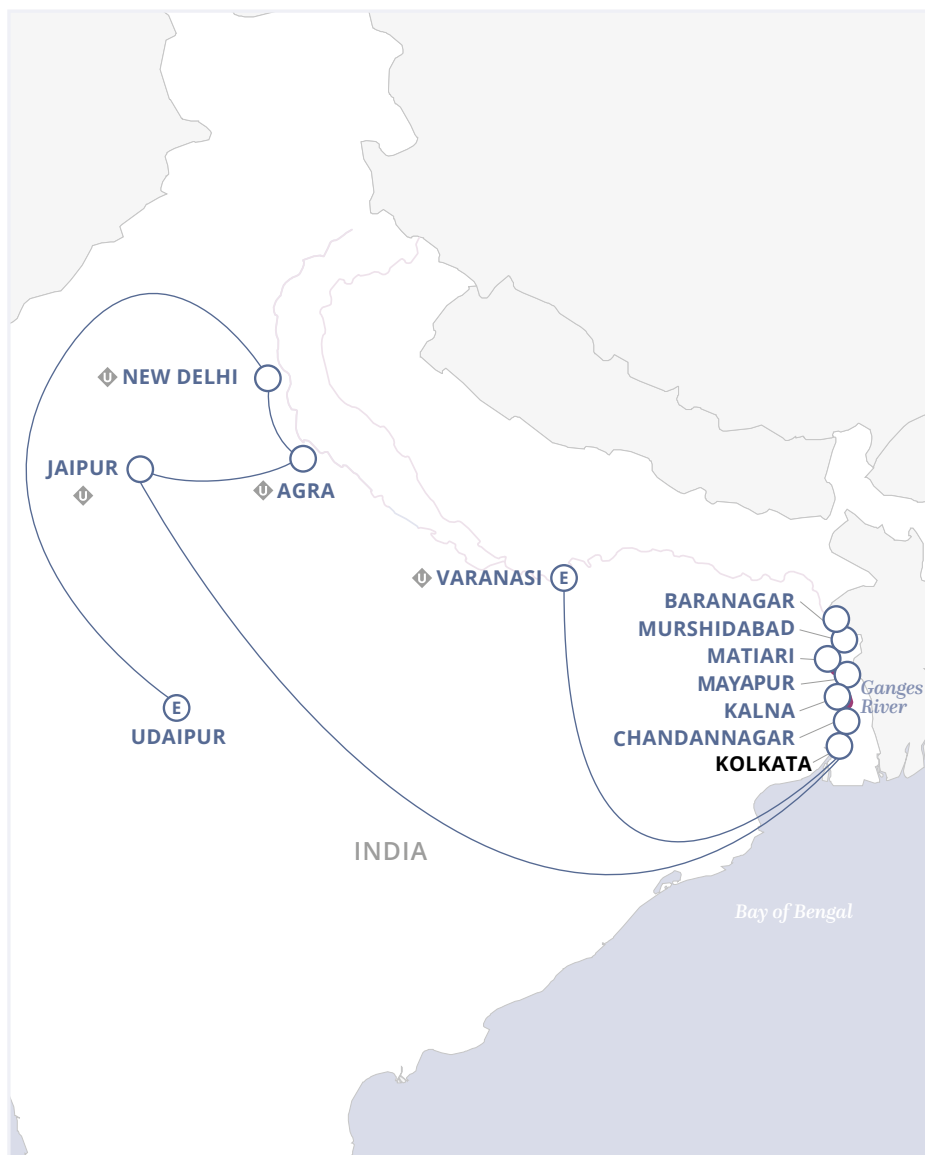 U NEW DELHI
JAIPUR
U
U AGRA
U VARANASI E
BARANAGAR
MURSHIDABAD
MATIARI
MAYAPUR
Ganges
River
KALNA
E
UDAIPUR
CHANDANNAGAR
KOLKATA
INDIA
Bay of Bengal